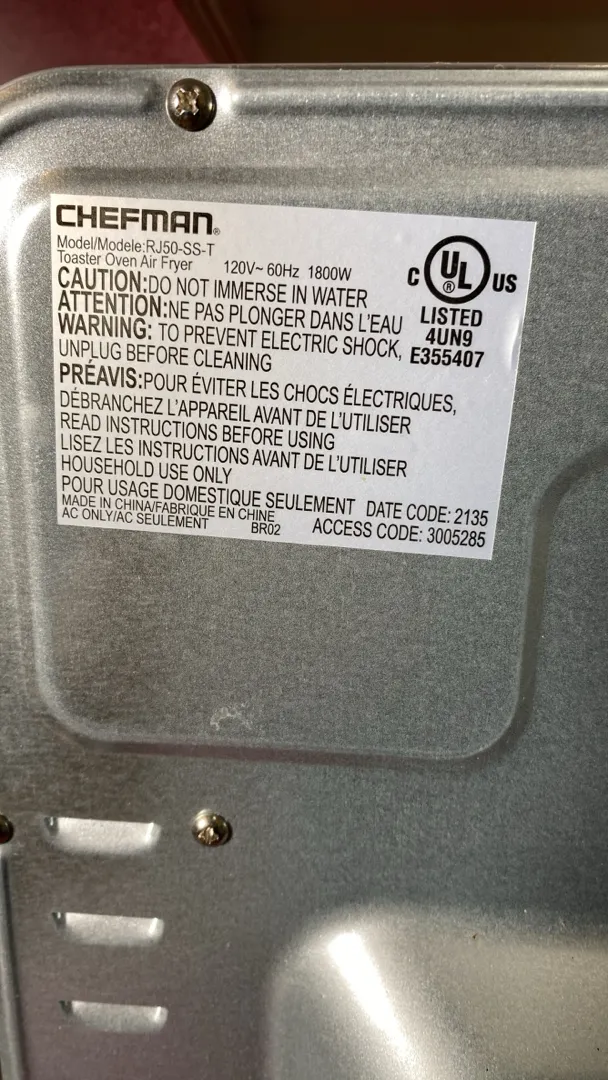 CHEFMAN®
Model/Modele:RJ50-SS-T
Toaster Oven Air Fryer 120V~ 60Hz 1800W
CAUTION:DO NOT IMMERSE IN WATER
ATTENTION:NE PAS PLONGER DANS L'EAU
WARNING: TO PREVENT ELECTRIC SHOCK,
UNPLUG BEFORE CLEANING
PRÉAVIS:POUR ÉVITER LES CHOCS ÉLECTRIQUES,
DÉBRANCHEZ L'APPAREIL AVANT DE L'UTILISER
READ INSTRUCTIONS BEFORE USING
LISEZ LES INSTRUCTIONS AVANT DE L'UTILISER
HOUSEHOLD USE ONLY
POUR USAGE DOMESTIQUE SEULEMENT
MADE IN CHINA/FABRIQUE EN CHINE
AC ONLY/AC SEULEMENT BR02
DATE CODE: 2135
ACCESS CODE: 3005285
C UL® US
LISTED
4UN9
E355407